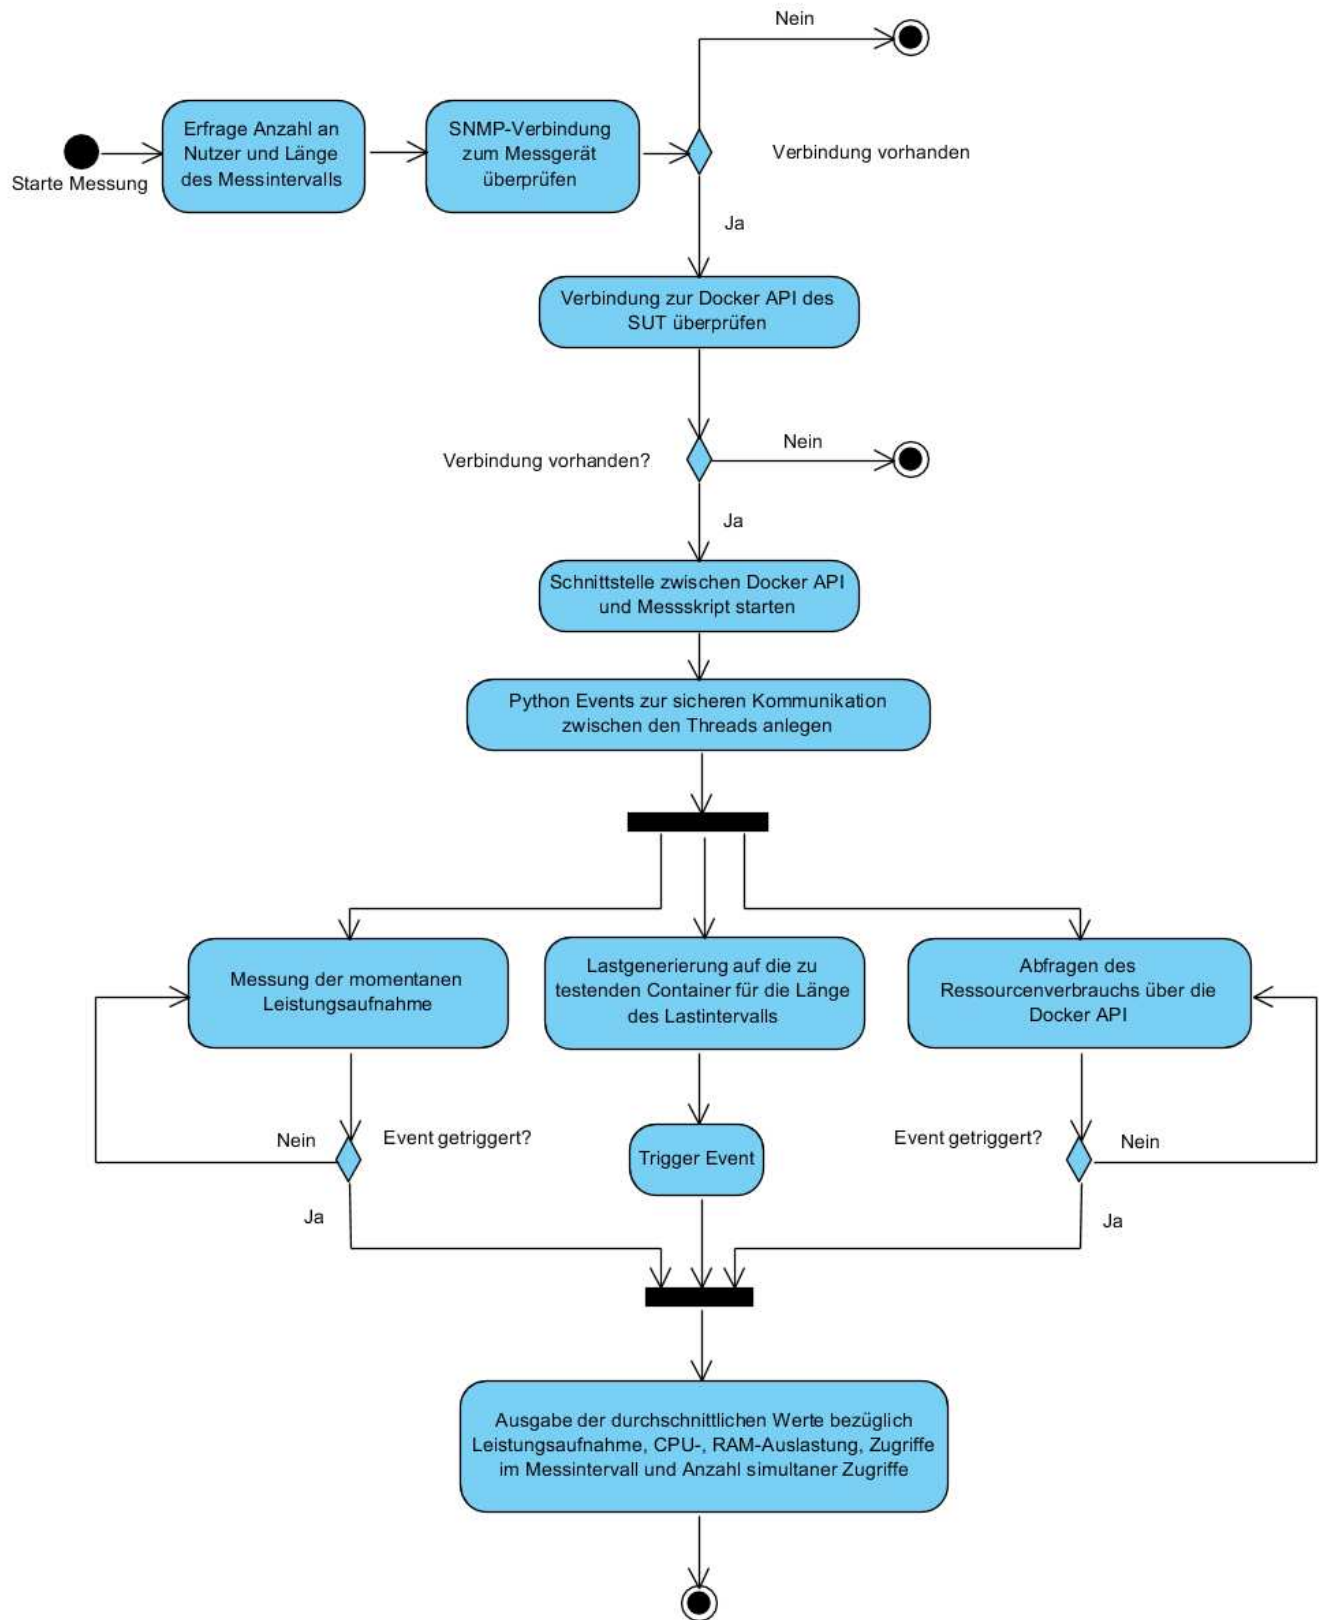 Nein
Erfrage Anzahl an
Nutzer und Länge
des Messintervalls
SNMP-Verbindung
zum Messgerät
überprüfen
Verbindung vorhanden
Starte Messung
Ja
Verbindung zur Docker API des
SUT überprüfen
Nein
Verbindung vorhanden?
Ja
Schnittstelle zwischen Docker API
und Messskript starten
Python Events zur sicheren Kommunikation
zwischen den Threads anlegen
Messung der momentanen
Leistungsaufnahme
Lastgenerierung auf die zu
testenden Container für die Länge
des Lastintervalls
Abfragen des
Ressourcenverbrauchs über die
Docker API
Nein
Event getriggert?
Trigger Event
Event getriggert?
Nein
Ja
Ja
Ausgabe der durchschnittlichen Werte bezüglich
Leistungsaufnahme, CPU-, RAM-Auslastung, Zugriffe
im Messintervall und Anzahl simultaner Zugriffe